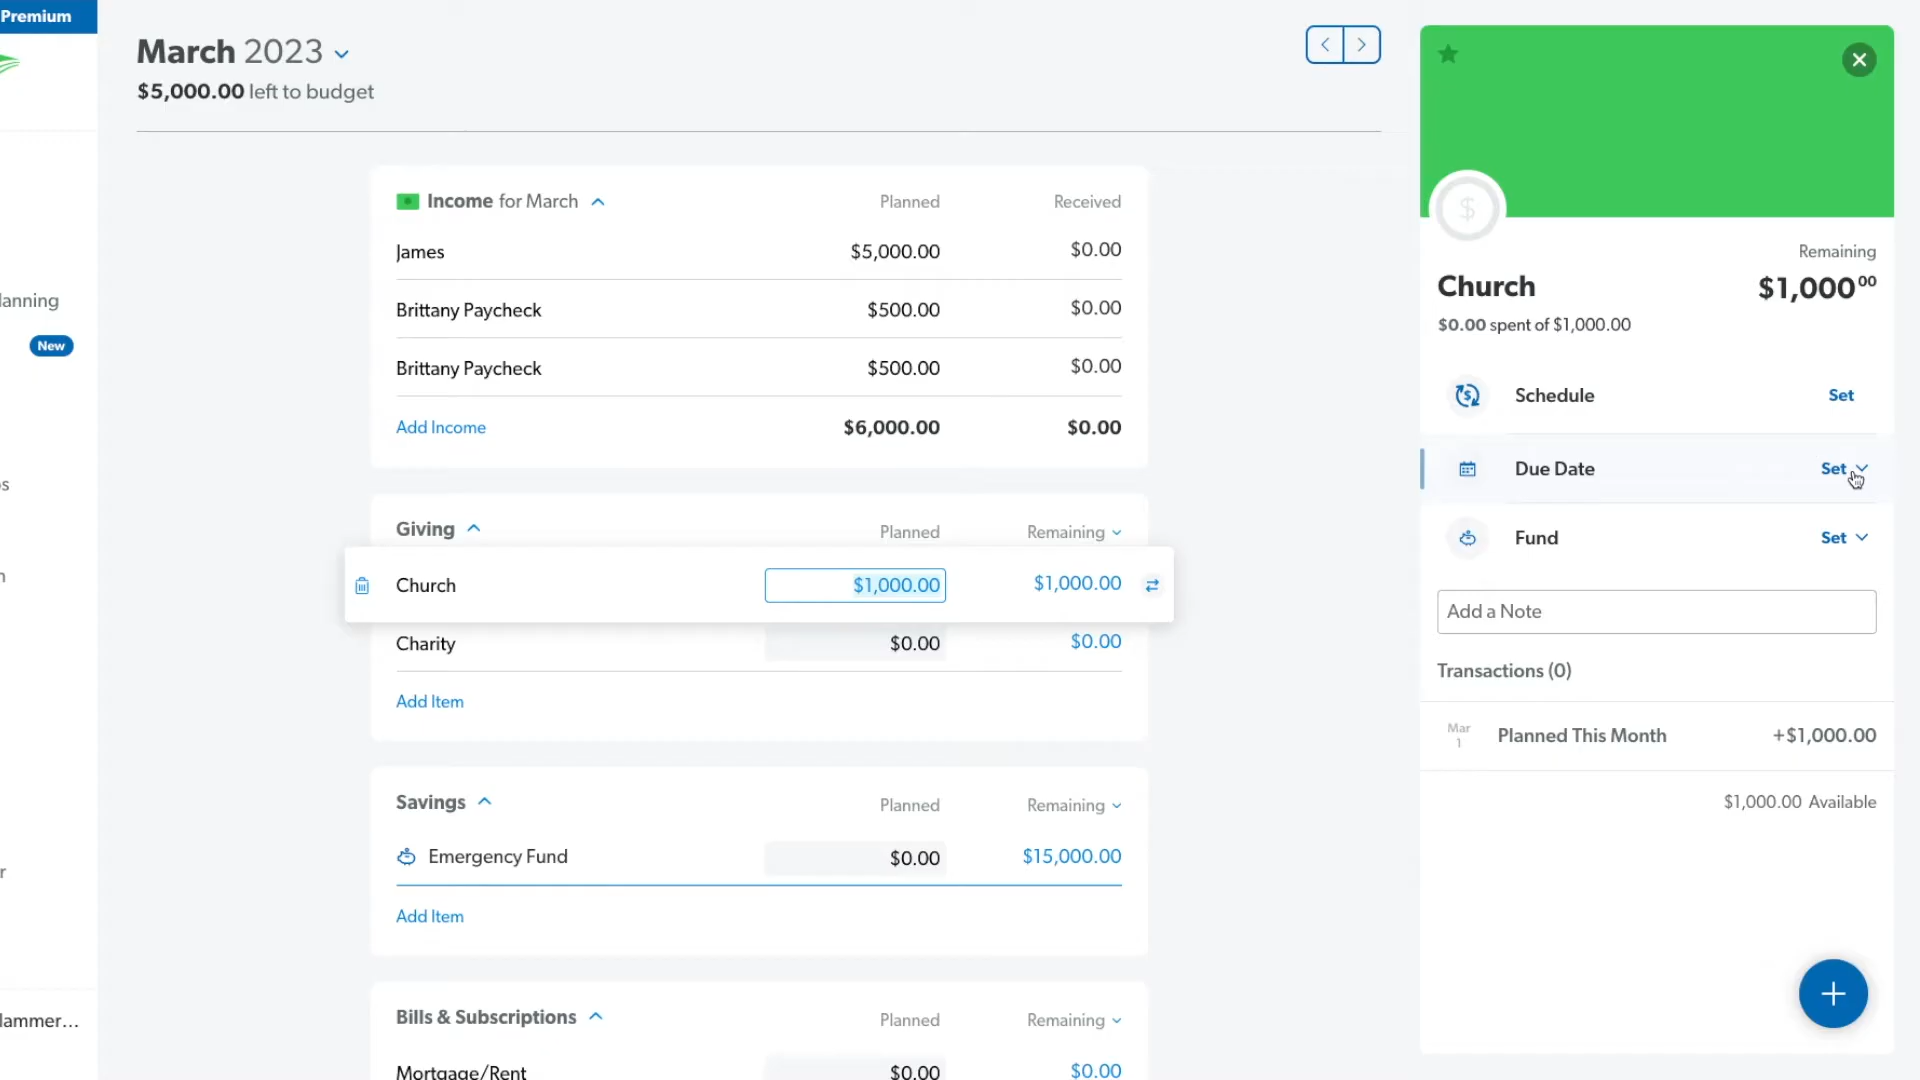 Premium
March 2023
$5,000.00 left to budget
lanning
New
s
n
r
lammer...
Income for March Planned Received
James $5,000.00 $0.00
Brittany Paycheck $500.00 $0.00
Brittany Paycheck $500.00 $0.00
Add Income $6,000.00 $0.00
Giving Planned Remaining
Church $1,000.00 $1,000.00
Charity $0.00 $0.00
Add Item
Savings Planned Remaining
Emergency Fund $0.00 $15,000.00
Add Item
Bills & Subscriptions Planned Remaining
Mortgage/Rent $0.00 $0.00
$
Remaining
Church $1,000⁰⁰
$0.00 spent of $1,000.00
Schedule Set
Due Date Set
Fund Set
Add a Note
Transactions (0)
Mar 1 Planned This Month +$1,000.00
$1,000.00 Available